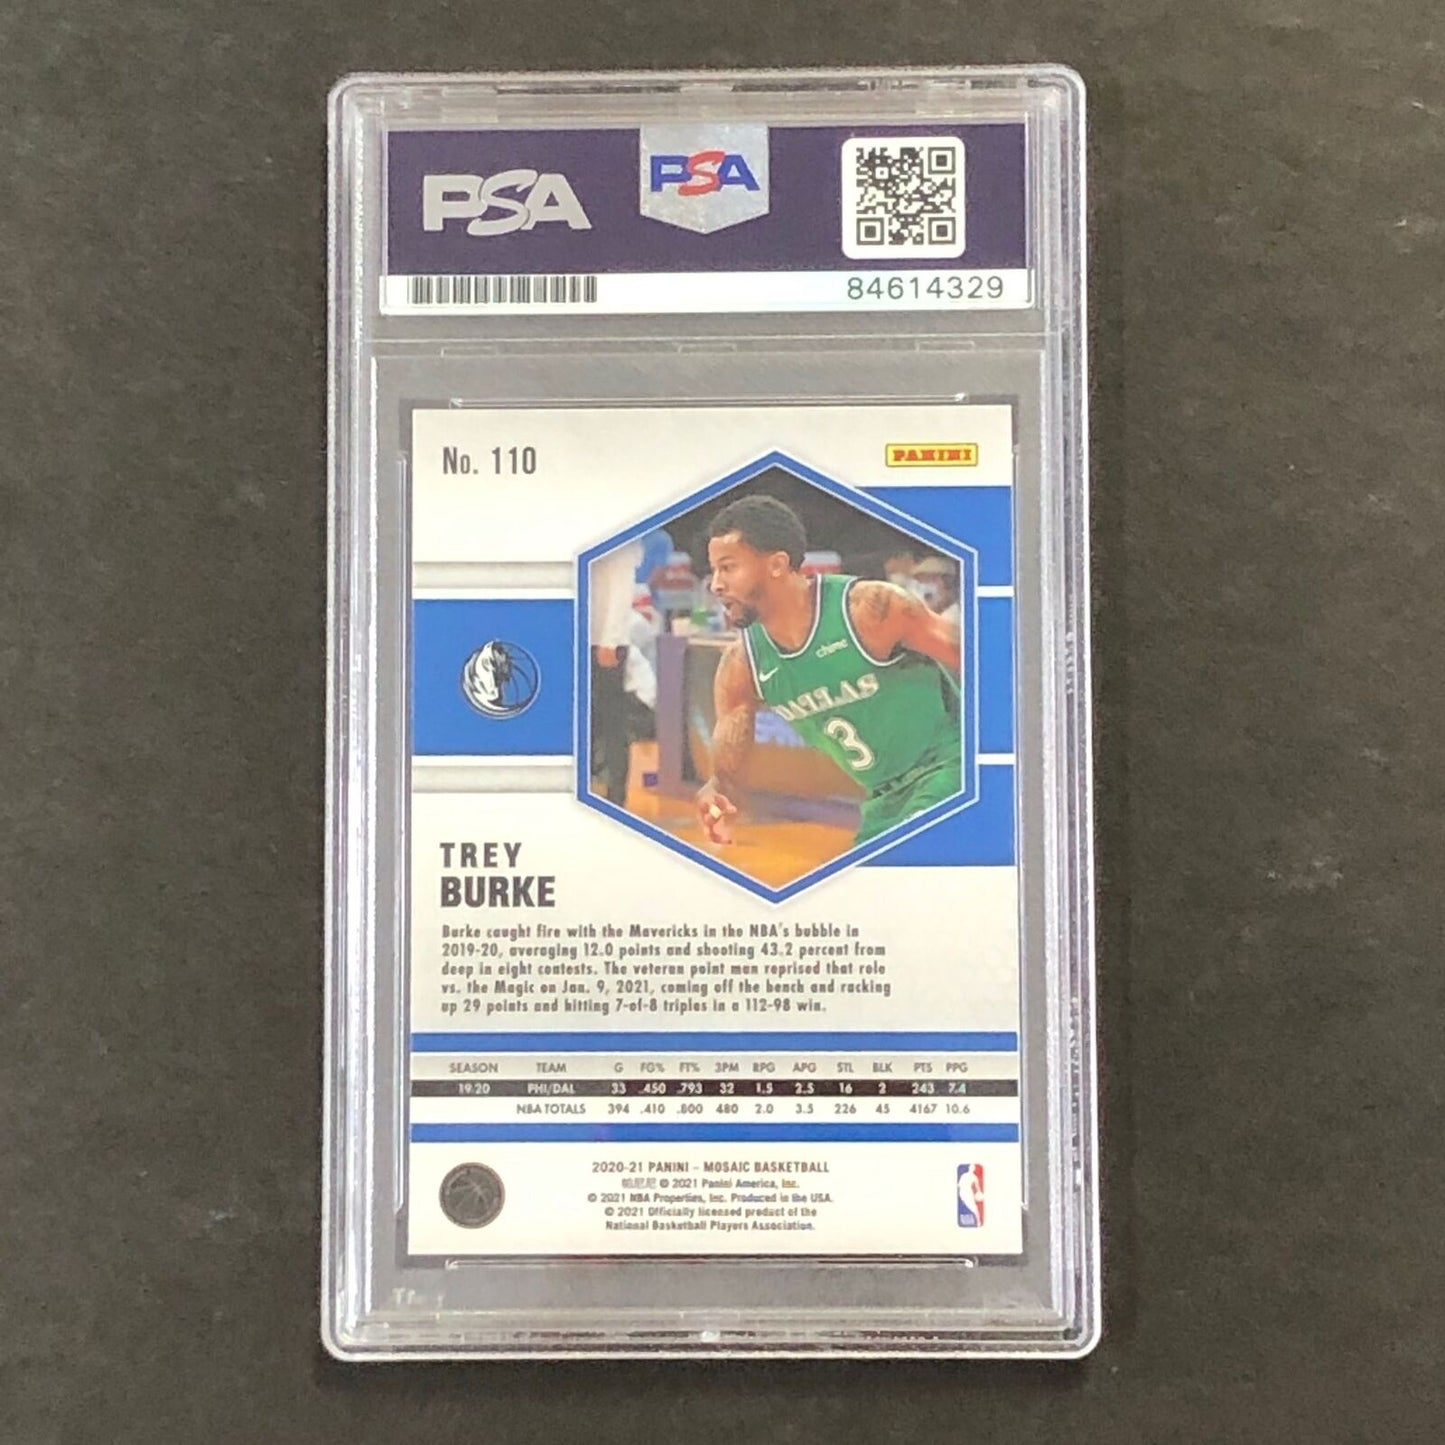 PSA
PSA
84614329
No. 110
PANINI
chime
DALLAS
3
TREY
BURKE
Burke caught fire with the Mavericks in the NBA's bubble in
2019-20, averaging 12.0 points and shooting 43.2 percent from
deep in eight contests. The veteran point man reprised that role
vs. the Magic on Jan. 9, 2021, coming off the bench and racking
up 29 points and hitting 7-of-8 triples in a 112-98 win.
SEASON TEAM G FG% FT% 3PM RPG APG STL BLK PTS PPG
19-20 PHI/DAL 33 .450 .793 32 1.5 2.5 16 2 243 7.4
NBA TOTALS 394 .410 .800 480 2.0 3.5 226 45 4167 10.6
2020-21 PANINI – MOSAIC BASKETBALL
帕尼尼 © 2021 Panini America, Inc.
© 2021 NBA Properties, Inc. Produced in the USA.
© 2021 Officially licensed product of the
National Basketball Players Association.
NBA